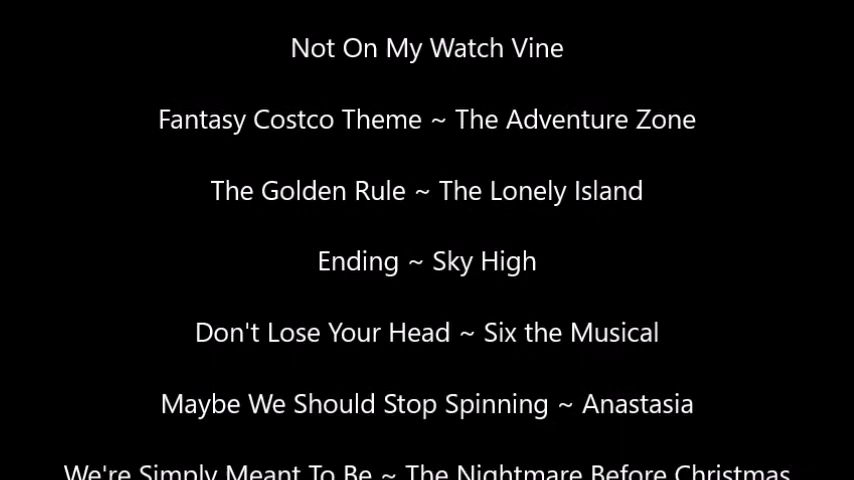 Not On My Watch Vine
Fantasy Costco Theme ~ The Adventure Zone
The Golden Rule ~ The Lonely Island
Ending ~ Sky High
Don't Lose Your Head ~ Six the Musical
Maybe We Should Stop Spinning ~ Anastasia
We're Simply Meant To Be ~ The Nightmare Before Christmas